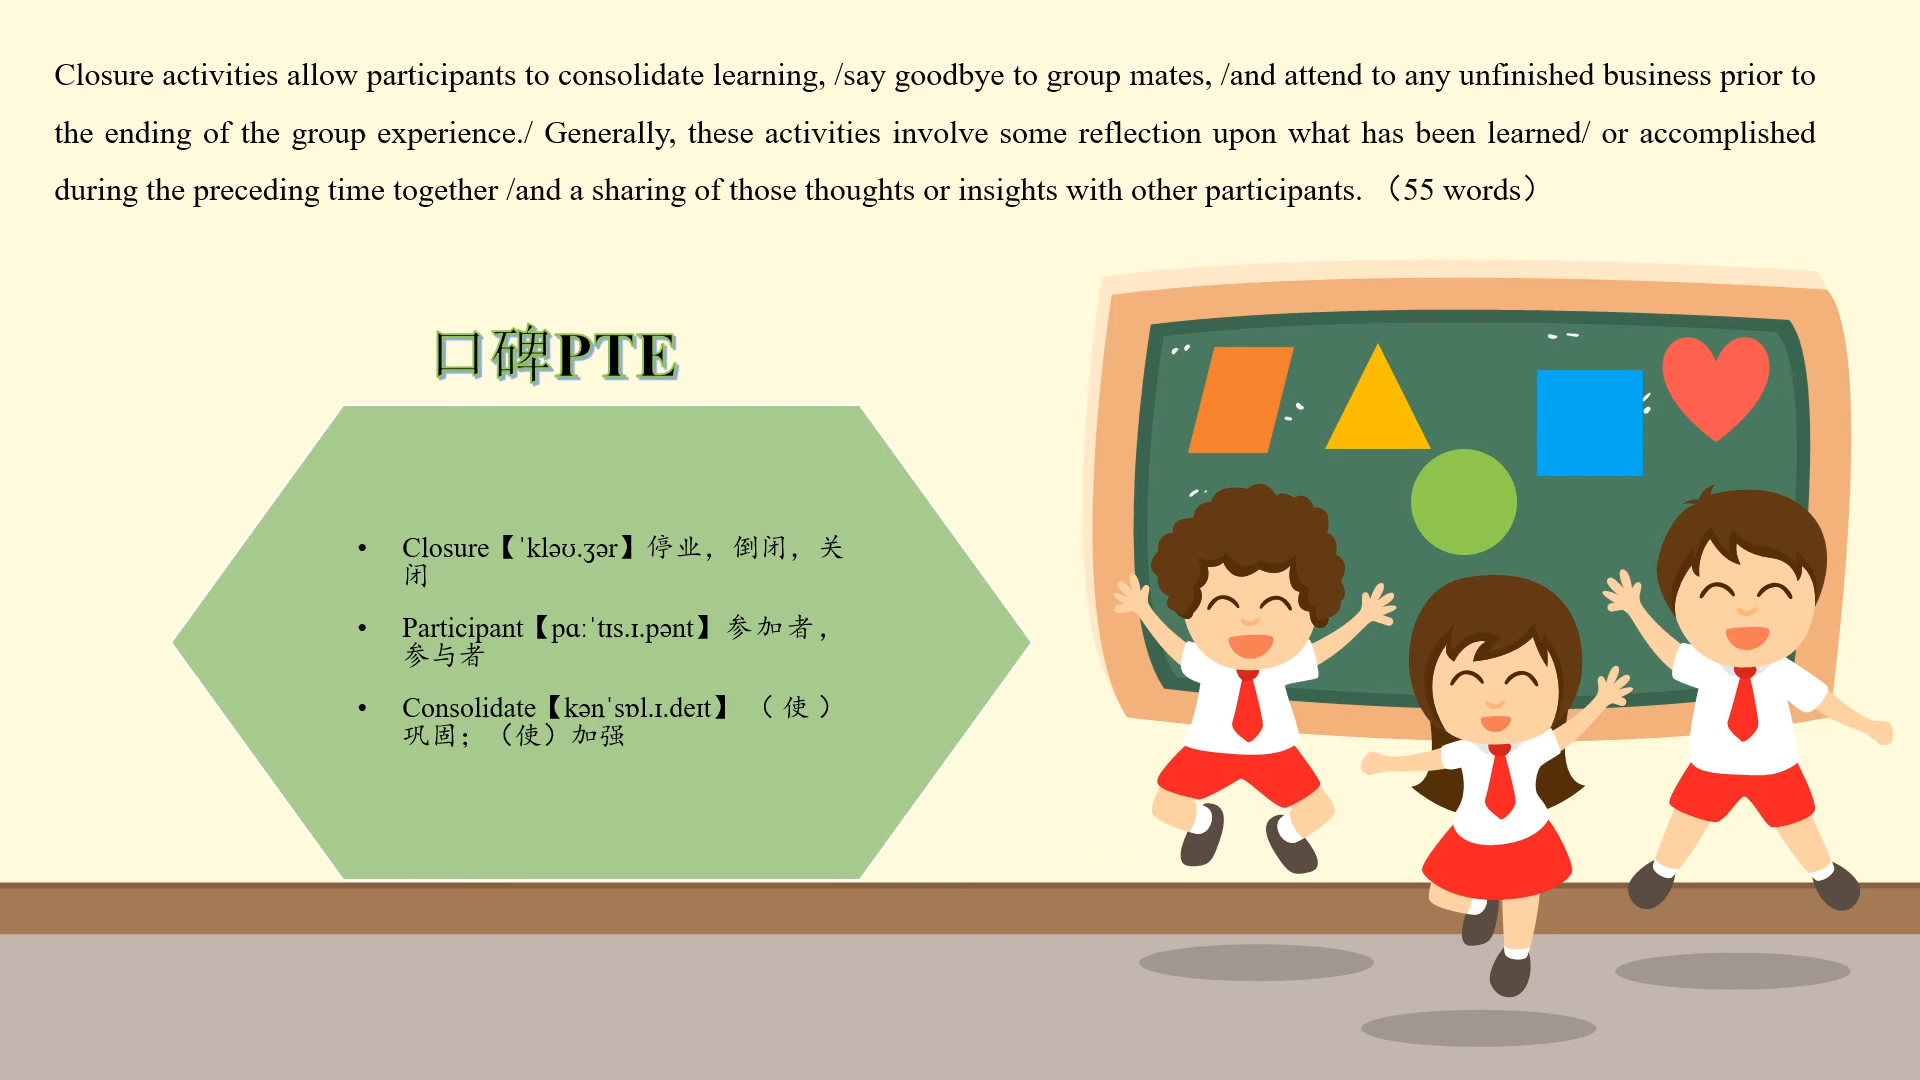 Closure activities allow participants to consolidate learning, /say goodbye to group mates, /and attend to any unfinished business prior to
the ending of the group experience./ Generally, these activities involve some reflection upon what has been learned/ or accomplished
during the preceding time together /and a sharing of those thoughts or insights with other participants. （55 words）
口碑PTE
• Closure【ˈkləʊ.ʒər】停业，倒闭，关
闭
• Participant【pɑːˈtɪs.ɪ.pənt】参加者，
参与者
• Consolidate【kənˈsɒl.ɪ.deɪt】（使）
巩固；（使）加强